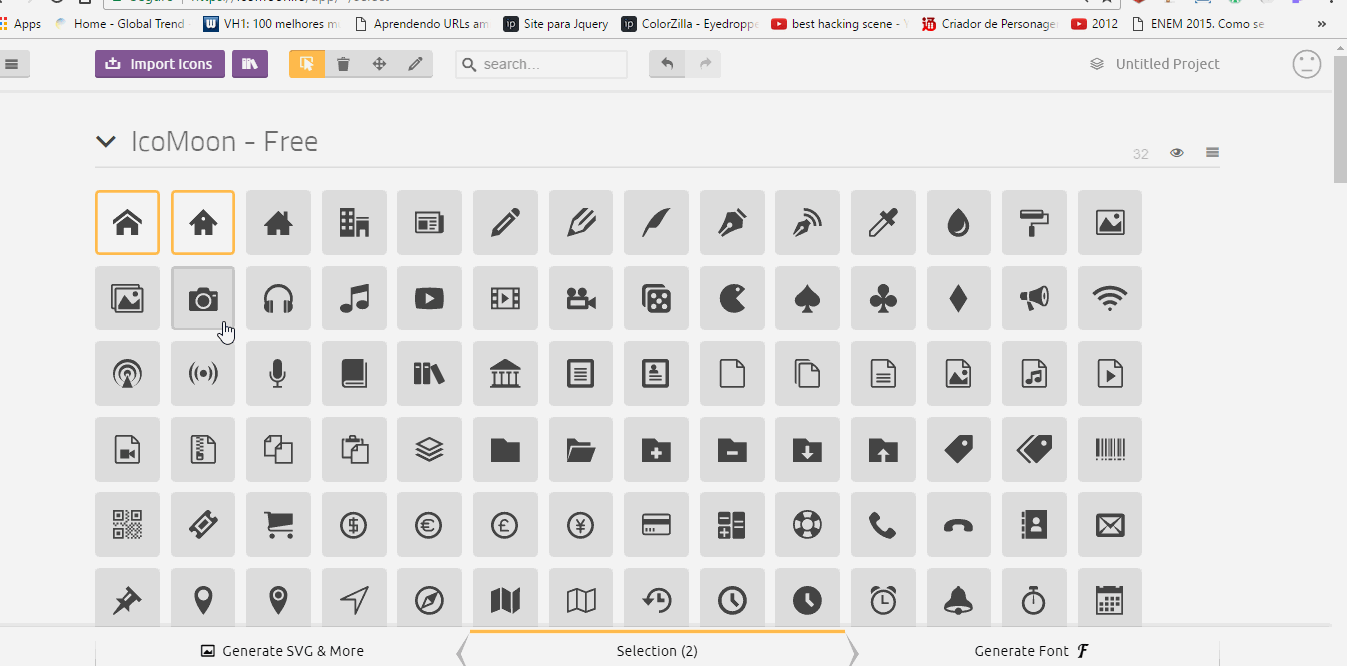 Apps Home - Global Trend VH1: 100 melhores m Aprendendo URLs am Site para Jquery ColorZilla - Eyedroppe best hacking scene - Criador de Personage 2012 ENEM 2015. Como se »
Import Icons search... Untitled Project
IcoMoon - Free
32
Generate SVG & More Selection (2) Generate Font